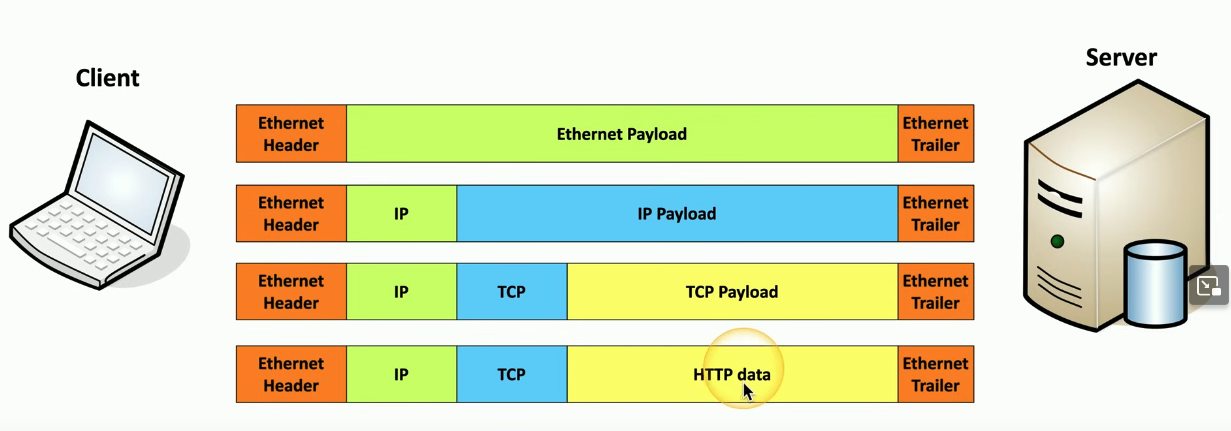 Client
Server
Ethernet
Header
Ethernet Payload
Ethernet
Trailer
Ethernet
Header
IP
IP Payload
Ethernet
Trailer
Ethernet
Header
IP
TCP
TCP Payload
Ethernet
Trailer
Ethernet
Header
IP
TCP
HTTP data
Ethernet
Trailer